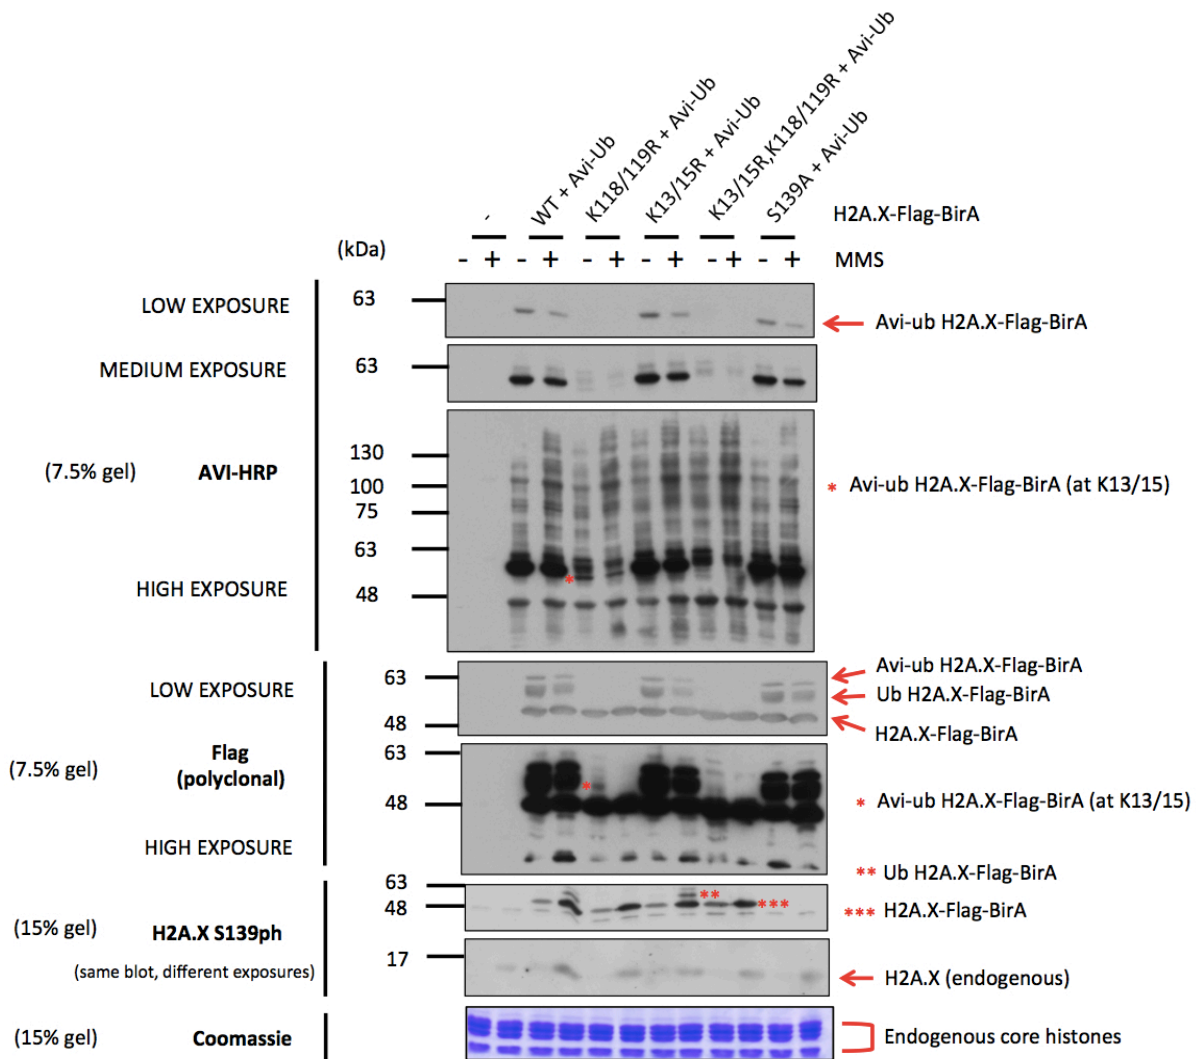 -
WT + Avi-Ub
K118/119R + Avi-Ub
K13/15R + Avi-Ub
K13/15R,K118/119R + Avi-Ub
S139A + Avi-Ub
H2A.X-Flag-BirA
(kDa)
- + - + - + - + - + - +
MMS
LOW EXPOSURE
63
Avi-ub H2A.X-Flag-BirA
MEDIUM EXPOSURE
63
(7.5% gel)
AVI-HRP
130
100
75
63
48
* Avi-ub H2A.X-Flag-BirA (at K13/15)
*
HIGH EXPOSURE
LOW EXPOSURE
63
48
Avi-ub H2A.X-Flag-BirA
Ub H2A.X-Flag-BirA
H2A.X-Flag-BirA
(7.5% gel)
Flag
(polyclonal)
63
48
*
* Avi-ub H2A.X-Flag-BirA (at K13/15)
HIGH EXPOSURE
** Ub H2A.X-Flag-BirA
63
48
**
***
*** H2A.X-Flag-BirA
(15% gel)
H2A.X S139ph
(same blot, different exposures)
17
H2A.X (endogenous)
(15% gel)
Coomassie
Endogenous core histones